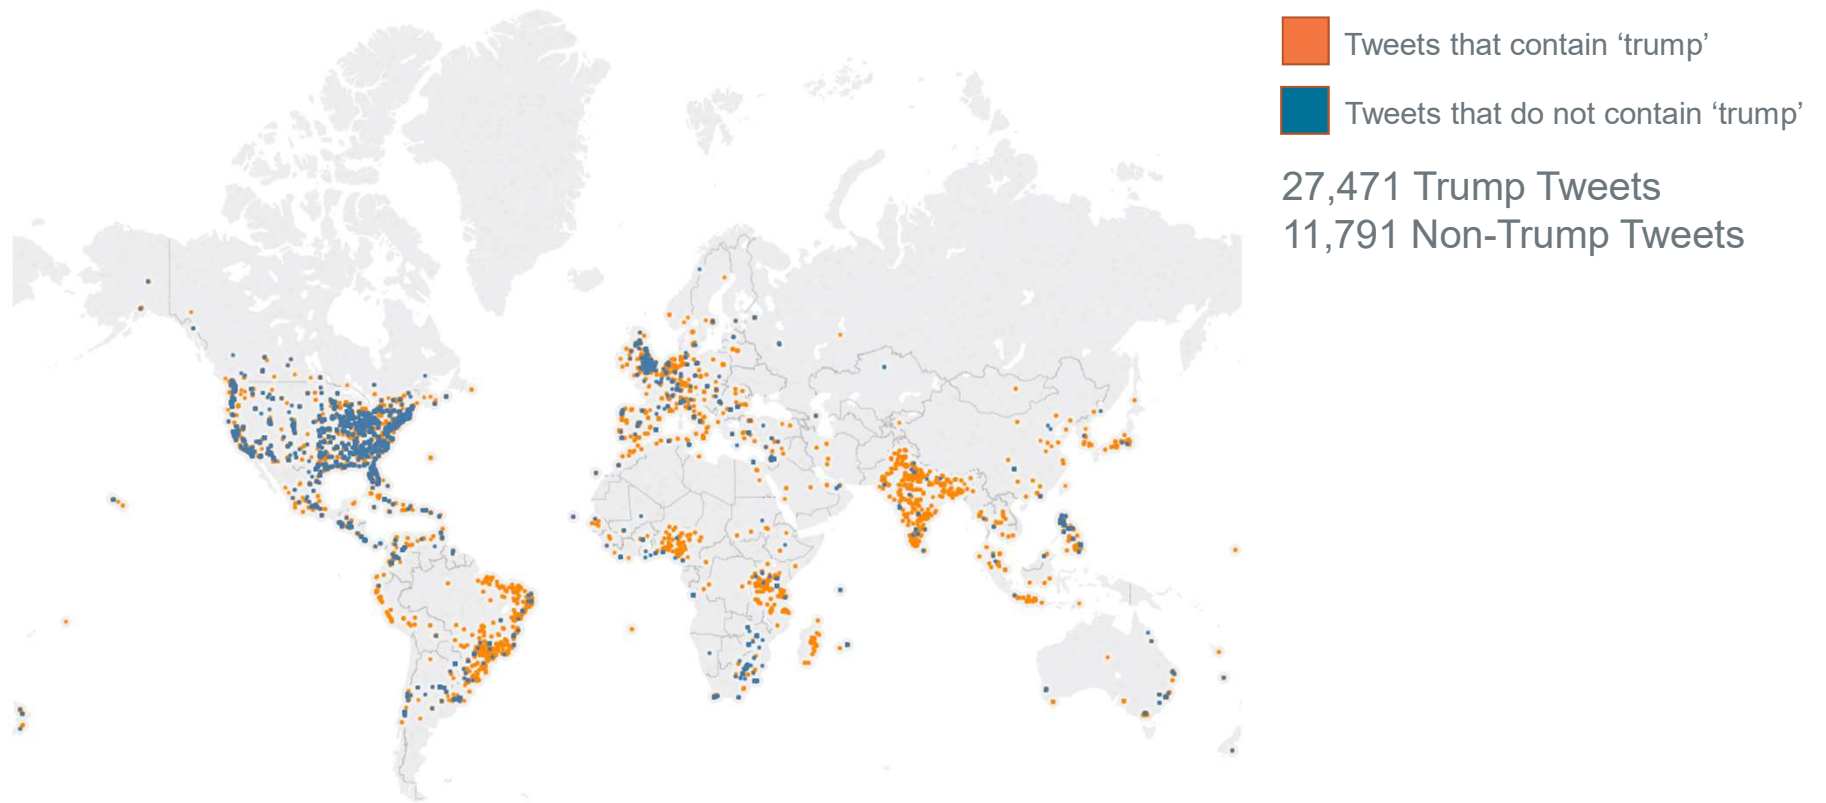 Tweets that contain ‘trump’
Tweets that do not contain ‘trump’
27,471 Trump Tweets
11,791 Non-Trump Tweets